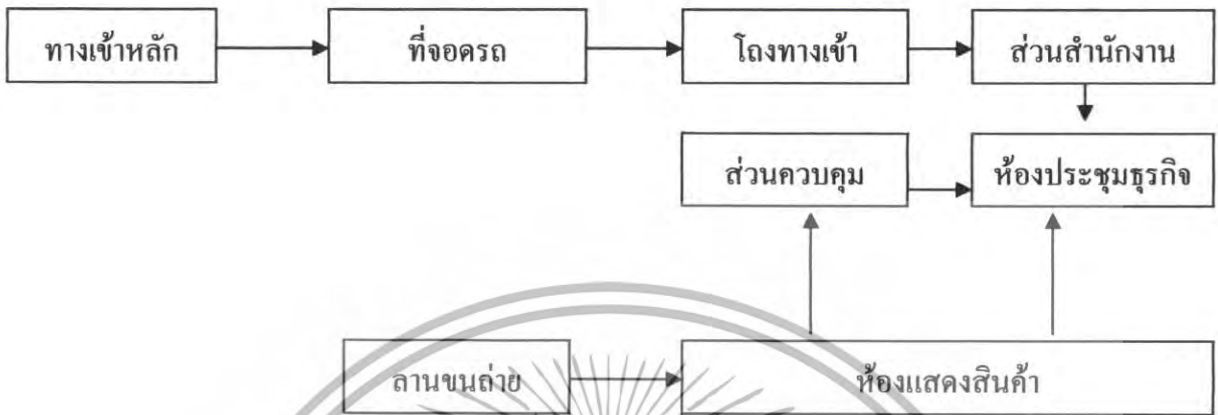 ทางเข้าหลัก
ที่จอดรถ
โถงทางเข้า
ส่วนสำนักงาน
ส่วนควบคุม
ห้องประชุมธุรกิจ
ลานขนถ่าย
ห้องแสดงสินค้า